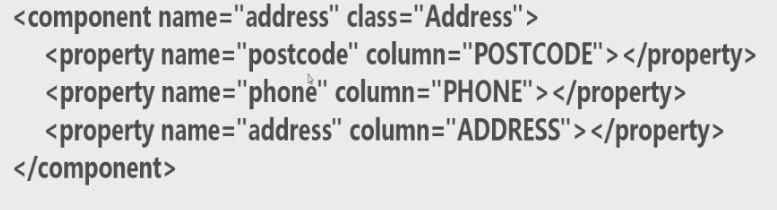 <component name="address" class="Address">
<property name="postcode" column="POSTCODE"></property>
<property name="phone" column="PHONE"></property>
<property name="address" column="ADDRESS"></property>
</component>